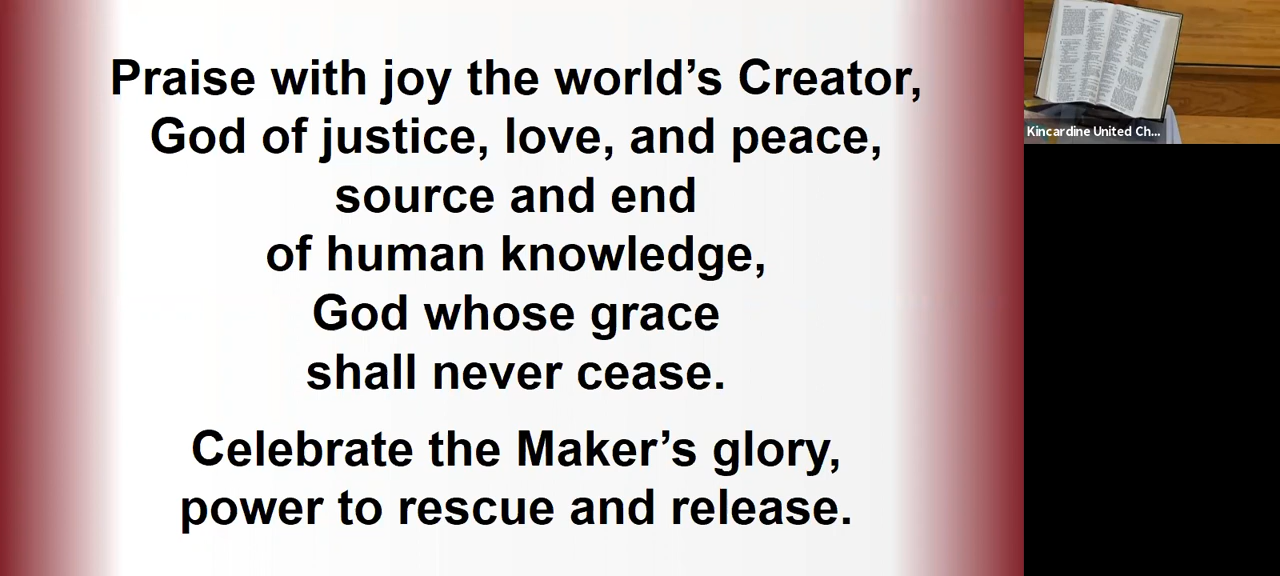 Praise with joy the world’s Creator,
God of justice, love, and peace,
source and end
of human knowledge,
God whose grace
shall never cease.
Celebrate the Maker’s glory,
power to rescue and release.
Kincardine United Ch...